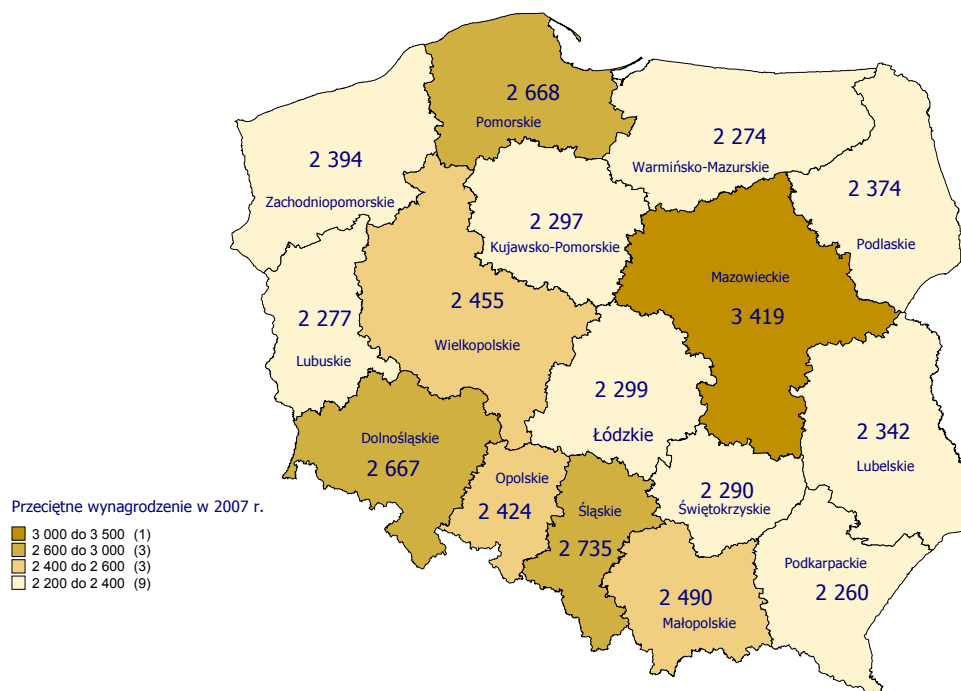 2 668
Pomorskie
2 274
Warmińsko-Mazurskie
2 394
Zachodniopomorskie
2 374
Podlaskie
2 297
Kujawsko-Pomorskie
Mazowieckie
3 419
2 455
Wielkopolskie
2 277
Lubuskie
2 299
Łódzkie
2 342
Lubelskie
Dolnośląskie
2 667
Opolskie
2 424
Śląskie
2 735
2 290
Świętokrzyskie
Podkarpackie
2 260
2 490
Małopolskie
Przeciętne wynagrodzenie w 2007 r.
3 000 do 3 500 (1)
2 600 do 3 000 (3)
2 400 do 2 600 (3)
2 200 do 2 400 (9)